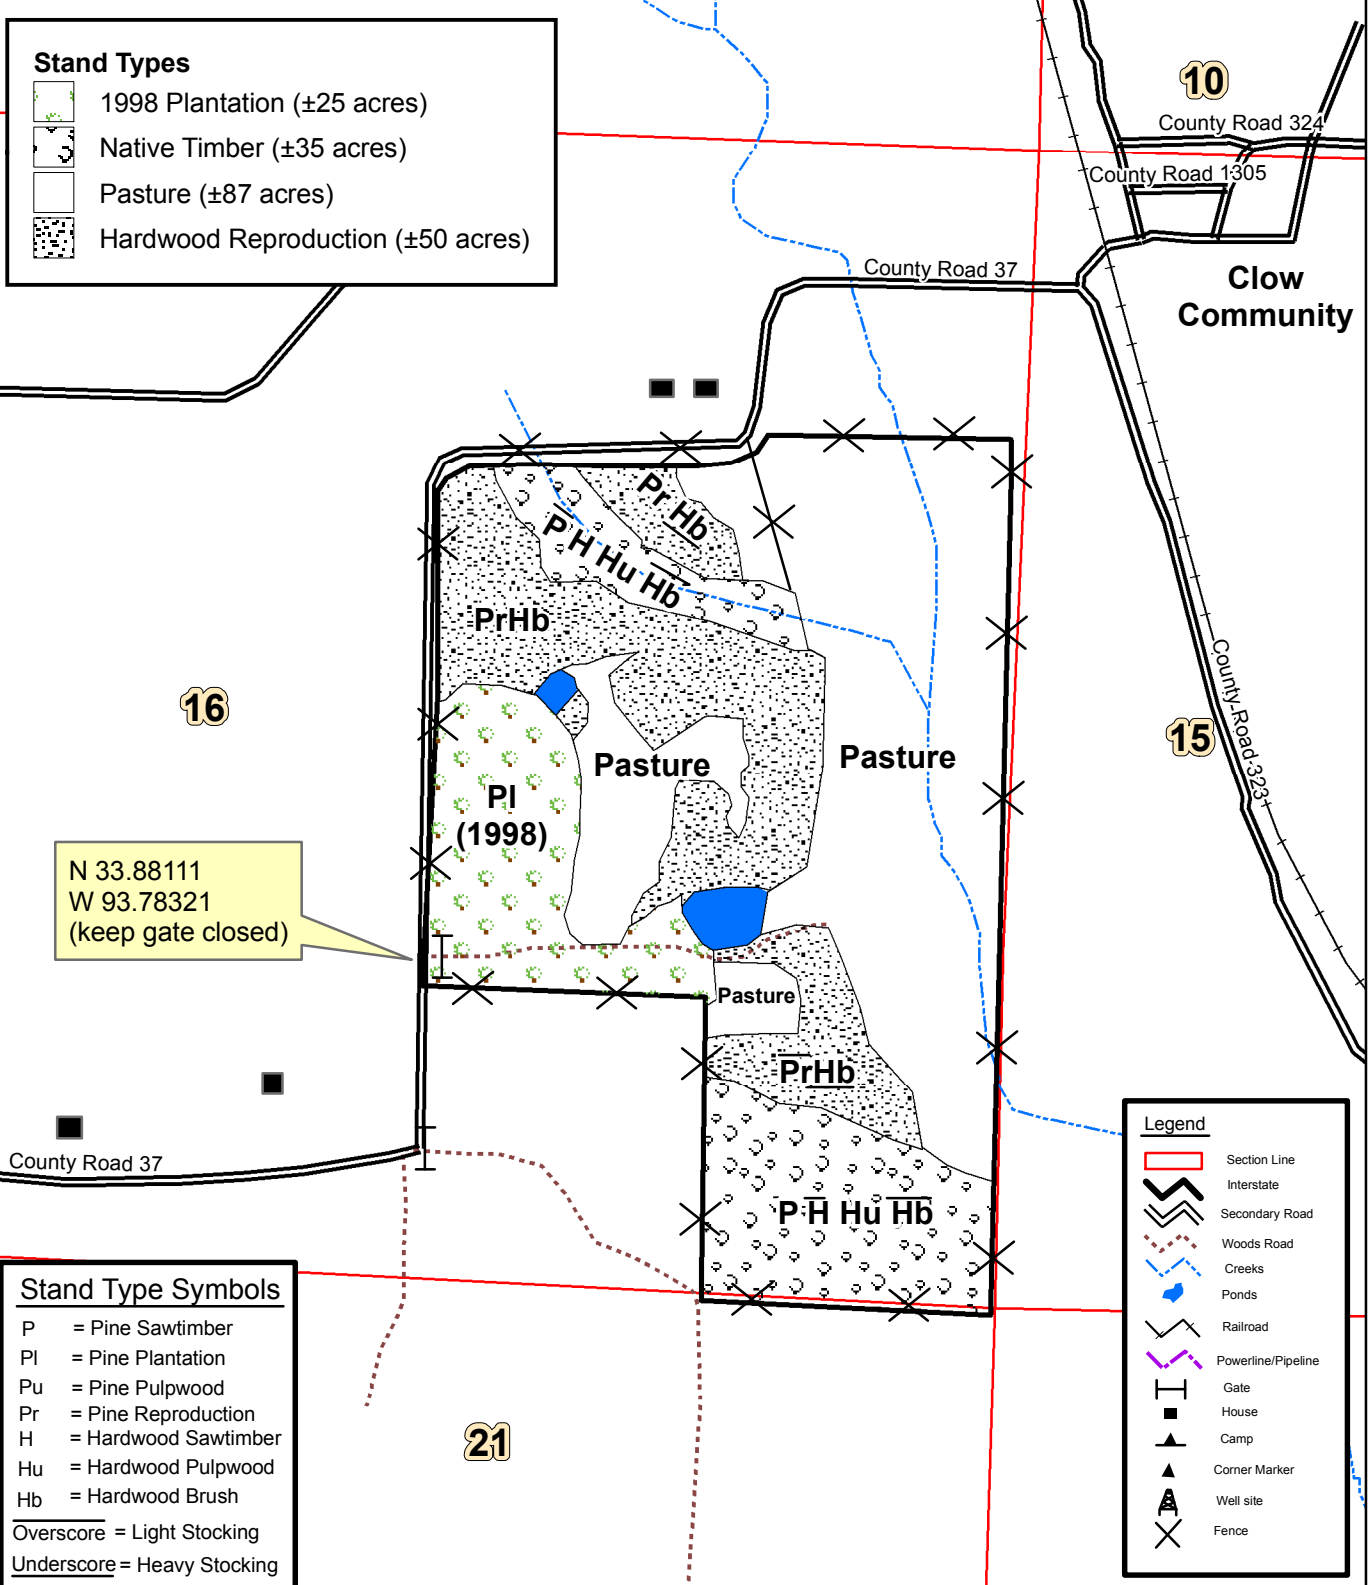 Stand Types
1998 Plantation (±25 acres)
Native Timber (±35 acres)
Pasture (±87 acres)
Hardwood Reproduction (±50 acres)
10
County Road 324
County Road 1305
County Road 37
Clow
Community
Pr Hb
P H Hu Hb
PrHb
16
Pasture
Pasture
15
County Road 323
Pl
(1998)
N 33.88111
W 93.78321
(keep gate closed)
Pasture
PrHb
County Road 37
P H Hu Hb
21
Stand Type Symbols
P = Pine Sawtimber
Pl = Pine Plantation
Pu = Pine Pulpwood
Pr = Pine Reproduction
H = Hardwood Sawtimber
Hu = Hardwood Pulpwood
Hb = Hardwood Brush
Overscore = Light Stocking
Underscore = Heavy Stocking
Legend
Section Line
Interstate
Secondary Road
Woods Road
Creeks
Ponds
Railroad
Powerline/Pipeline
Gate
House
Camp
Corner Marker
Well site
Fence